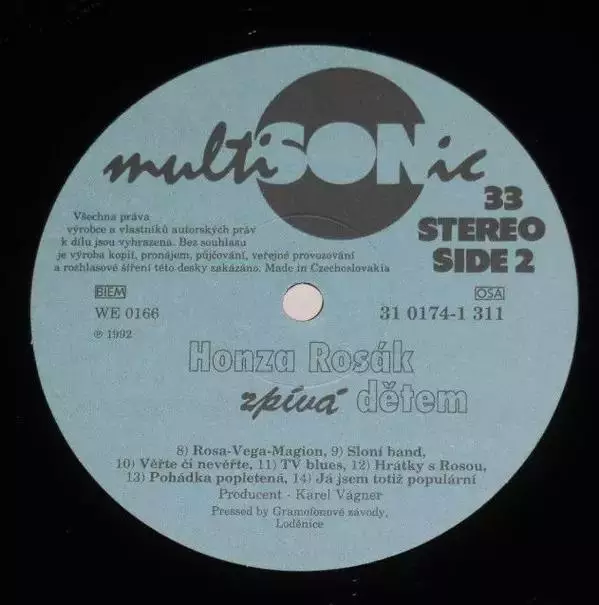 multiSONic
33
STEREO
SIDE 2
Všechna práva
výrobce a vlastníků autorských práv
k dílu jsou vyhrazena. Bez souhlasu
je výroba kopií, pronájem, půjčování, veřejné provozování
a rozhlasové šíření této desky zakázáno. Made in Czechoslovakia
BIEM
OSA
WE 0166
31 0174-1 311
℗ 1992
Honza Rosák
zpívá dětem
8) Rosa-Vega-Magion, 9) Sloní band,
10) Věřte či nevěřte, 11) TV blues, 12) Hrátky s Rosou,
13) Pohádka popletená, 14) Já jsem totiž populární
Producent - Karel Vágner
Pressed by Gramofonové závody,
Loděnice